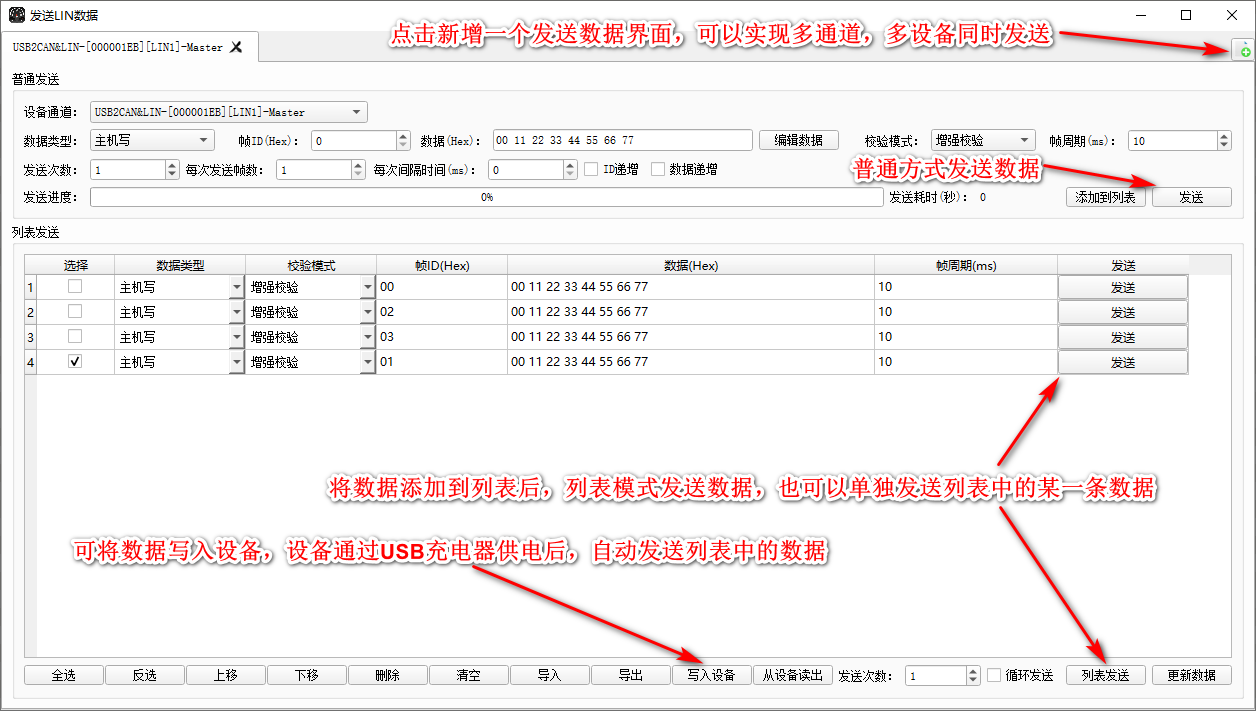 发送LIN数据
USB2CAN&LIN-[000001EB][LIN1]-Master
点击新增一个发送数据界面，可以实现多通道，多设备同时发送
普通发送
设备通道： USB2CAN&LIN-[000001EB][LIN1]-Master
数据类型： 主机写 帧ID(Hex)： 0 数据(Hex)： 00 11 22 33 44 55 66 77 编辑数据 校验模式： 增强校验 帧周期(ms)： 10
发送次数： 1 每次发送帧数： 1 每次间隔时间(ms)： 0 ID递增 数据递增
普通方式发送数据
发送进度： 0% 发送耗时(秒)： 0 添加到列表 发送
列表发送
选择 数据类型 校验模式 帧ID(Hex) 数据(Hex) 帧周期(ms) 发送
1 主机写 增强校验 00 00 11 22 33 44 55 66 77 10 发送
2 主机写 增强校验 02 00 11 22 33 44 55 66 77 10 发送
3 主机写 增强校验 03 00 11 22 33 44 55 66 77 10 发送
4 主机写 增强校验 01 00 11 22 33 44 55 66 77 10 发送
将数据添加到列表后，列表模式发送数据，也可以单独发送列表中的某一条数据
可将数据写入设备，设备通过USB充电器供电后，自动发送列表中的数据
全选 反选 上移 下移 删除 清空 导入 导出 写入设备 从设备读出 发送次数： 1 循环发送 列表发送 更新数据